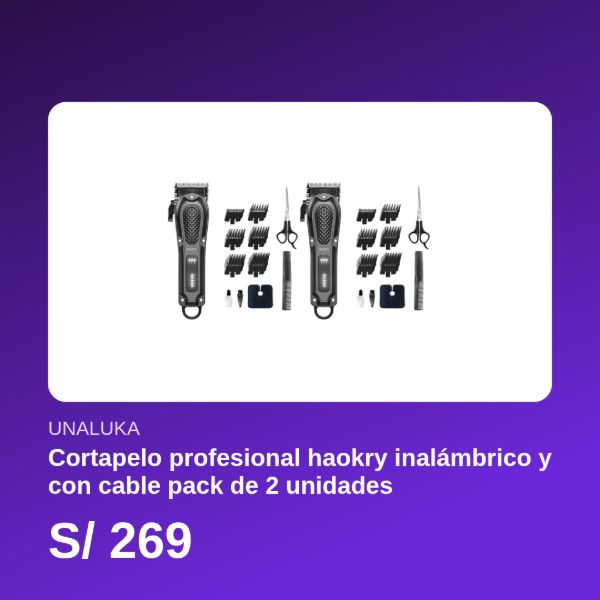 UNALUKA
Cortapelo profesional haokry inalámbrico y
con cable pack de 2 unidades
S/ 269